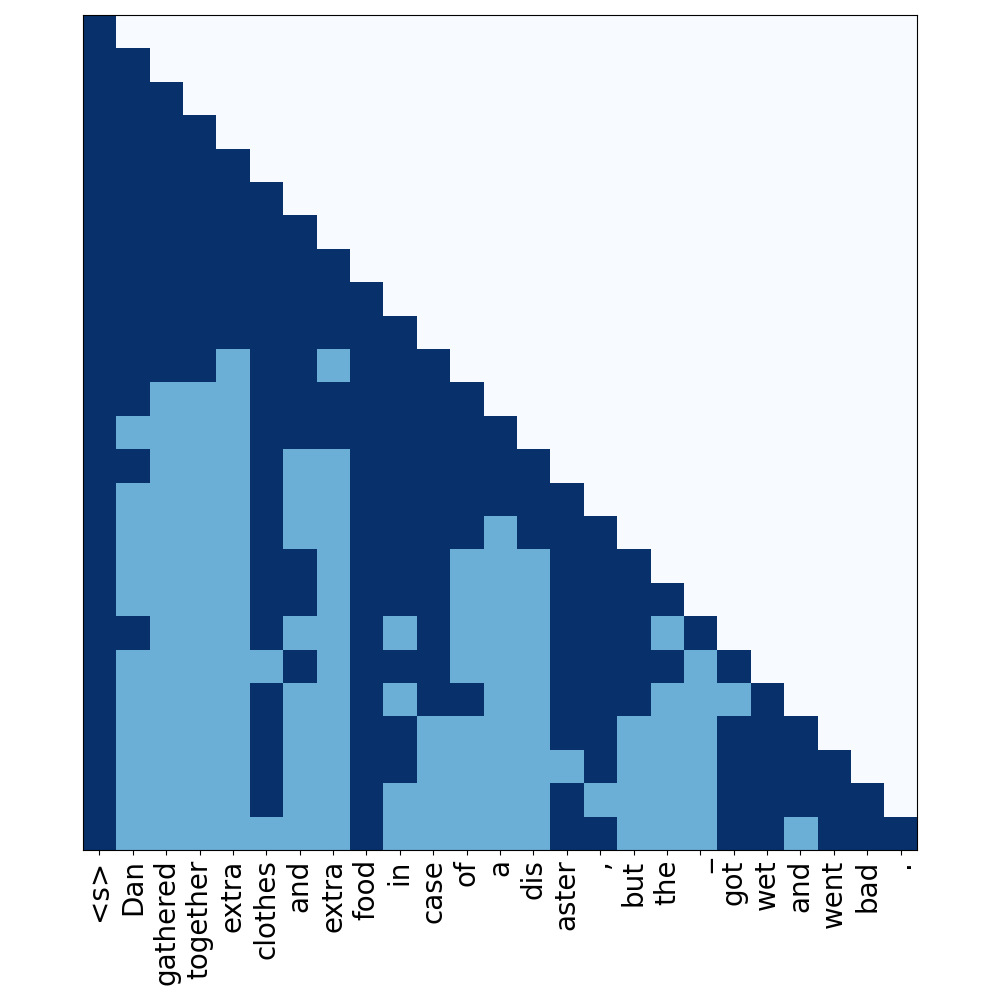 <s> Dan gathered together extra clothes and extra food in case of a dis aster , but the _ got wet and went bad .